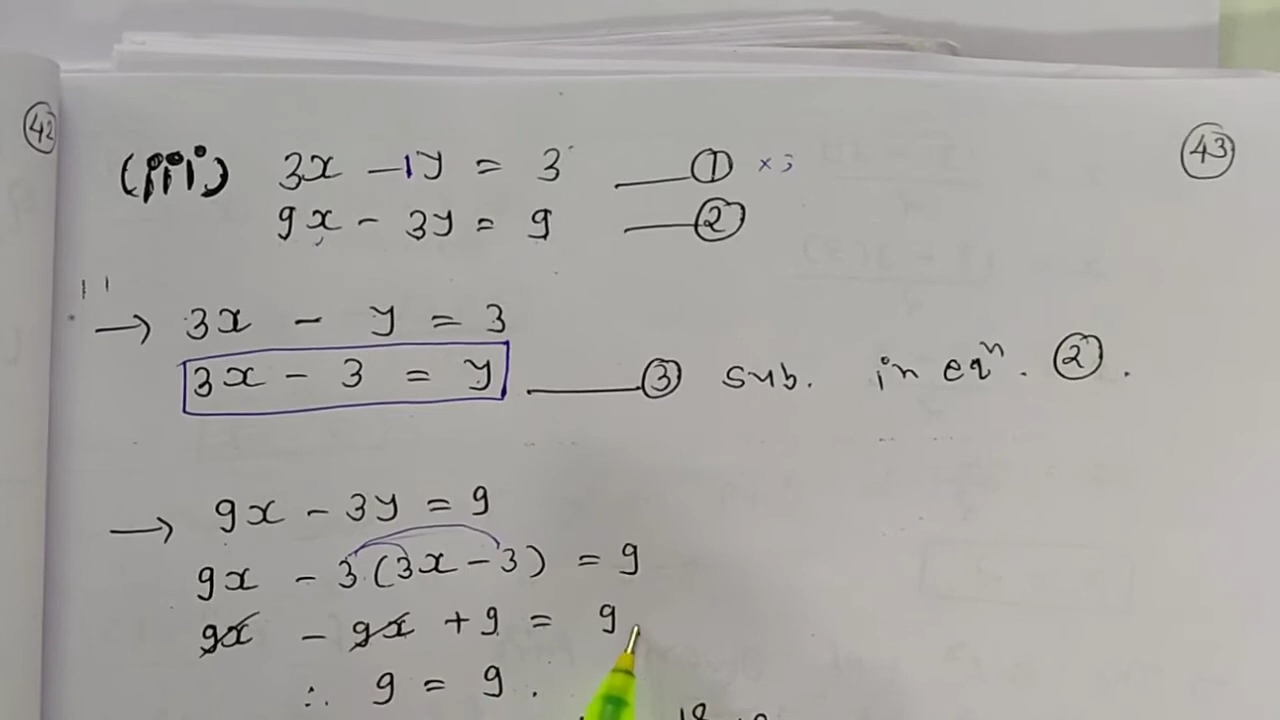 42
43
(iii) 3x - 1y = 3 ——① ×3
9x - 3y = 9 ——②
→ 3x - y = 3
3x - 3 = y ——③ sub. in eqⁿ. ②.
→ 9x - 3y = 9
9x - 3(3x - 3) = 9
9x - 9x + 9 = 9
∴ 9 = 9.